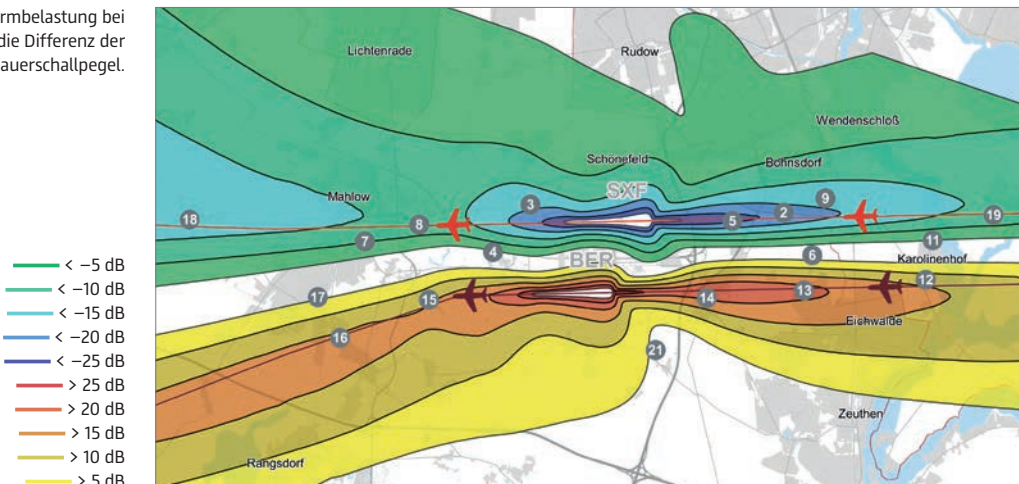 rmbelastung bei
die Differenz der
auerschallpegel.
< −5 dB
< −10 dB
< −15 dB
< −20 dB
< −25 dB
> 25 dB
> 20 dB
> 15 dB
> 10 dB
> 5 dB
Lichtenrade
Rudow
Wendenschloß
Schönefeld
Bohnsdorf
SXF
Mahlow
3
9
2
18
8
5
19
7
11
4
6
BER
Karolinenhof
12
17
15
14
13
16
Eichwalde
21
Zeuthen
Rangsdorf